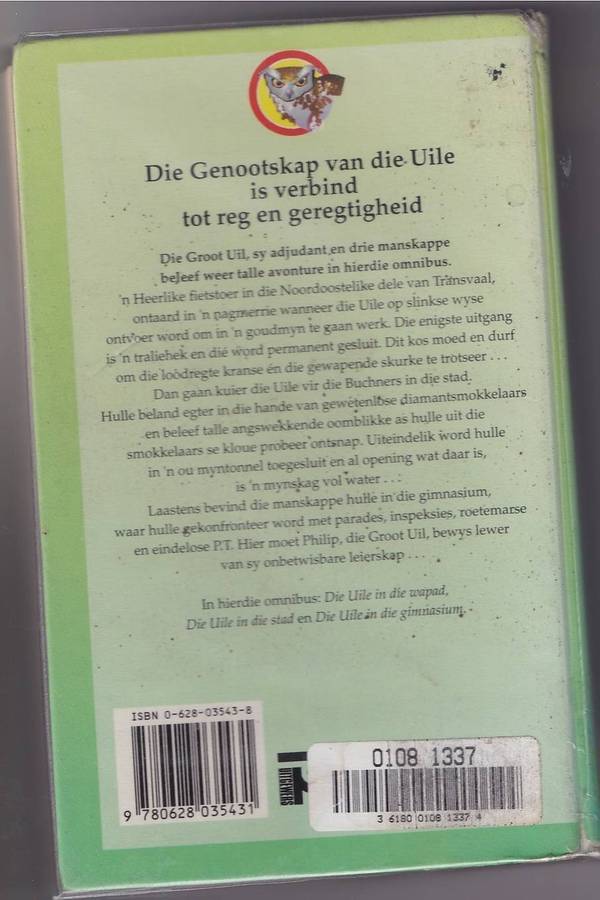 Die Genootskap van die Uile
is verbind
tot reg en geregtigheid
Die Groot Uil, sy adjudant en drie manskappe
beleef weer talle avonture in hierdie omnibus.
'n Heerlike fietstoer in die Noordoostelike dele van Transvaal,
ontaard in 'n nagmerrie wanneer die Uile op slinkse wyse
ontvoer word om in 'n goudmyn te gaan werk. Die enigste uitgang
is 'n traliehek en dié word permanent gesluit. Dit kos moed en durf
om die loodregte kranse én die gewapende skurke te trotseer . . .
Dan gaan kuier die Uile vir die Buchners in die stad.
Hulle beland egter in die hande van gewetenlose diamantsmokkelaars
en beleef talle angswekkende oomblikke as hulle uit die
smokkelaars se kloue probeer ontsnap. Uiteindelik word hulle
in 'n ou myntonnel toegesluit en al opening wat daar is,
is 'n mynskag vol water . . .
Laastens bevind die manskappe hulle in die gimnasium,
waar hulle gekonfronteer word met parades, inspeksies, roetemarse
en eindelose P.T. Hier moet Philip, die Groot Uil, bewys lewer
van sy onbetwisbare leierskap . . .
In hierdie omnibus: Die Uile in die wapad,
Die Uile in die stad en Die Uile in die gimnasium.
ISBN 0-628-03543-8
9 780628 035431
UITGEWERS
0108 1337
3 6180 0108 1337 4